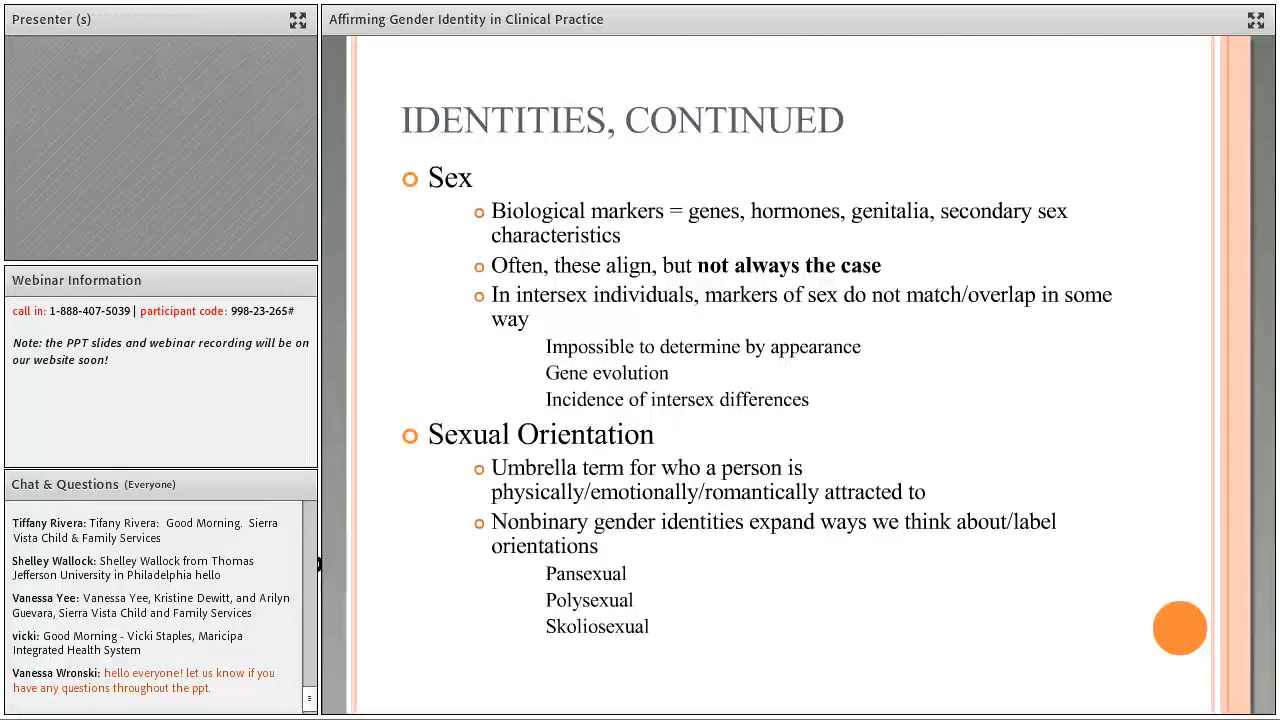 Presenter (s)
Webinar Information
call in: 1-888-407-5039 | participant code: 998-23-265#
Note: the PPT slides and webinar recording will be on
our website soon!
Chat & Questions (Everyone)
Tiffany Rivera: Tifany Rivera: Good Morning. Sierra
Vista Child & Family Services
Shelley Wallock: Shelley Wallock from Thomas
Jefferson University in Philadelphia hello
Vanessa Yee: Vanessa Yee, Kristine Dewitt, and Arilyn
Guevara, Sierra Vista Child and Family Services
vicki: Good Morning - Vicki Staples, Maricipa
Integrated Health System
Vanessa Wronski: hello everyone! let us know if you
have any questions throughout the ppt.
Affirming Gender Identity in Clinical Practice
IDENTITIES, CONTINUED
Sex
Biological markers = genes, hormones, genitalia, secondary sex
characteristics
Often, these align, but not always the case
In intersex individuals, markers of sex do not match/overlap in some
way
Impossible to determine by appearance
Gene evolution
Incidence of intersex differences
Sexual Orientation
Umbrella term for who a person is
physically/emotionally/romantically attracted to
Nonbinary gender identities expand ways we think about/label
orientations
Pansexual
Polysexual
Skoliosexual